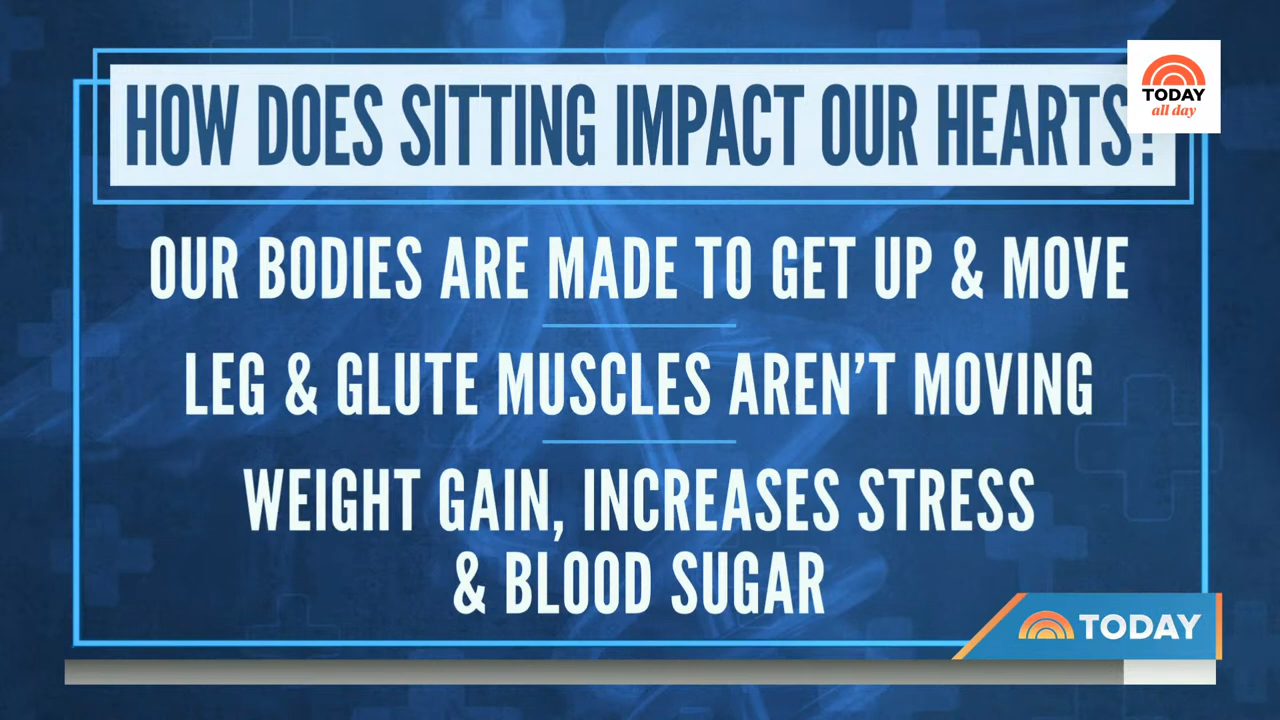 HOW DOES SITTING IMPACT OUR HEARTS?
TODAY
all day
OUR BODIES ARE MADE TO GET UP & MOVE
LEG & GLUTE MUSCLES AREN'T MOVING
WEIGHT GAIN, INCREASES STRESS
& BLOOD SUGAR
TODAY